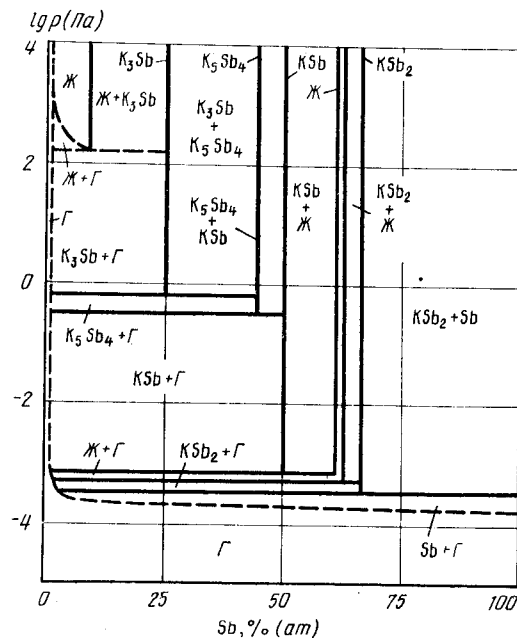 lg p(Па)
4
2
0
-2
-4
K₃Sb
K₅Sb₄
KSb
KSb₂
Ж
Ж
Ж+K₃Sb
K₃Sb
+
K₅Sb₄
Ж+Г
Г
K₅Sb₄
+
KSb
KSb
+
Ж
KSb₂
+
Ж
K₃Sb+Г
KSb₂+Sb
K₅Sb₄+Г
KSb+Г
Ж+Г
KSb₂+Г
Г
Sb+Г
0
25
50
75
100
Sb,% (ат)